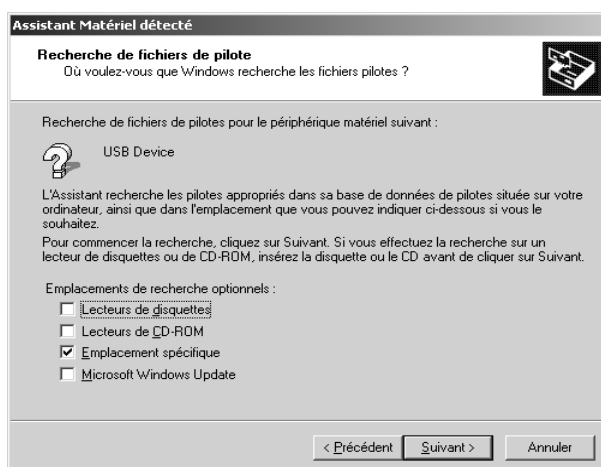 Assistant Matériel détecté
Recherche de fichiers de pilote
Où voulez-vous que Windows recherche les fichiers pilotes ?
Recherche de fichiers de pilotes pour le périphérique matériel suivant :
USB Device
L'Assistant recherche les pilotes appropriés dans sa base de données de pilotes située sur votre
ordinateur, ainsi que dans l'emplacement que vous pouvez indiquer ci-dessous si vous le
souhaitez.
Pour commencer la recherche, cliquez sur Suivant. Si vous effectuez la recherche sur un
lecteur de disquettes ou de CD-ROM, insérez la disquette ou le CD avant de cliquer sur Suivant.
Emplacements de recherche optionnels :
Lecteurs de disquettes
Lecteurs de CD-ROM
Emplacement spécifique
Microsoft Windows Update
< Précédent Suivant > Annuler